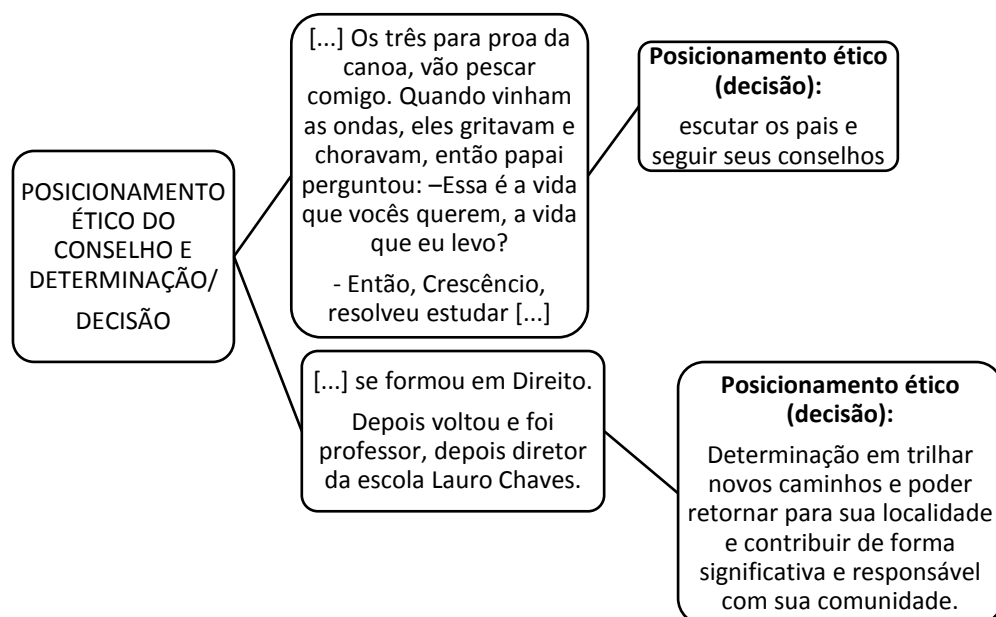 POSICIONAMENTO
ÉTICO DO
CONSELHO E
DETERMINAÇÃO/
DECISÃO
[...] Os três para proa da
canoa, vão pescar
comigo. Quando vinham
as ondas, eles gritavam e
choravam, então papai
perguntou: –Essa é a vida
que vocês querem, a vida
que eu levo?
- Então, Crescêncio,
resolveu estudar [...]
Posicionamento ético
(decisão):
escutar os pais e
seguir seus conselhos
[...] se formou em Direito.
Depois voltou e foi
professor, depois diretor
da escola Lauro Chaves.
Posicionamento ético
(decisão):
Determinação em trilhar
novos caminhos e poder
retornar para sua localidade
e contribuir de forma
significativa e responsável
com sua comunidade.